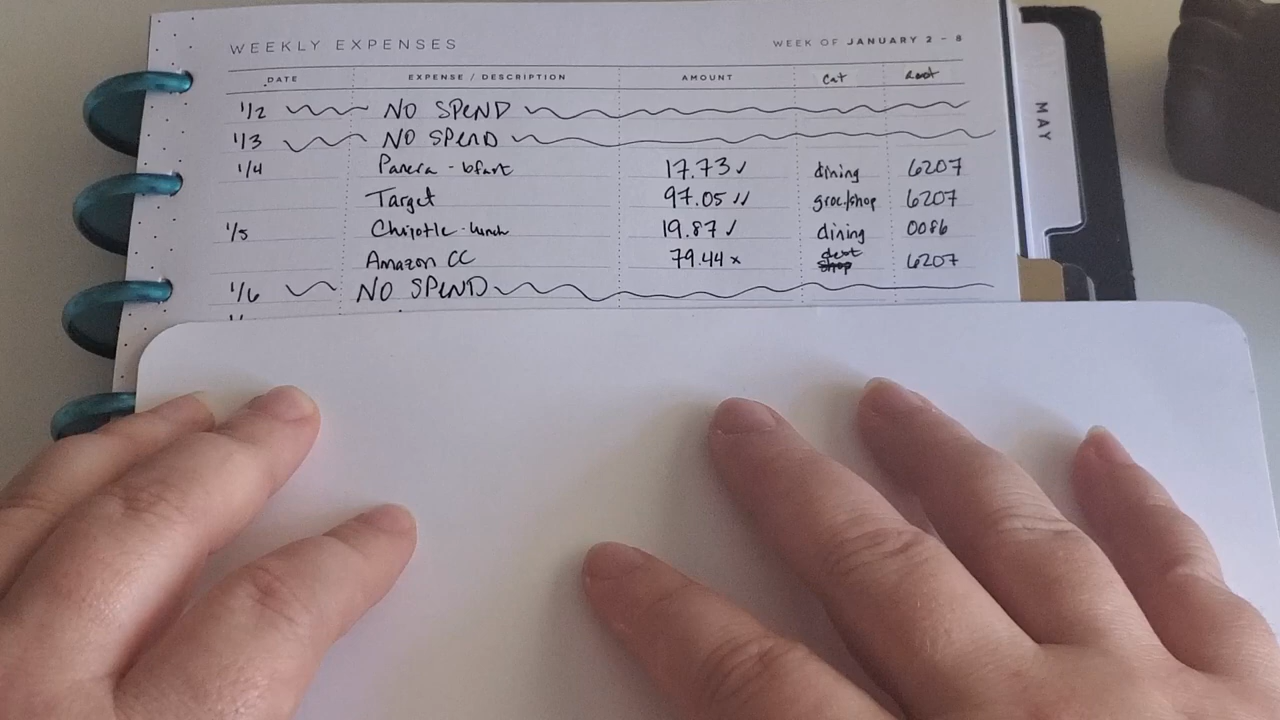 WEEKLY EXPENSES WEEK OF JANUARY 2 - 8
DATE EXPENSE / DESCRIPTION AMOUNT Cat Acct
1/2 NO SPEND
1/3 NO SPEND
1/4 Panera - bfast 17.73 ✓ dining 6207
Target 97.05 ✓✓ groc/shop 6207
1/5 Chipotle - lunch 19.87 ✓ dining 0086
Amazon CC 79.44 x debt shop 6207
1/6 NO SPEND
MAY